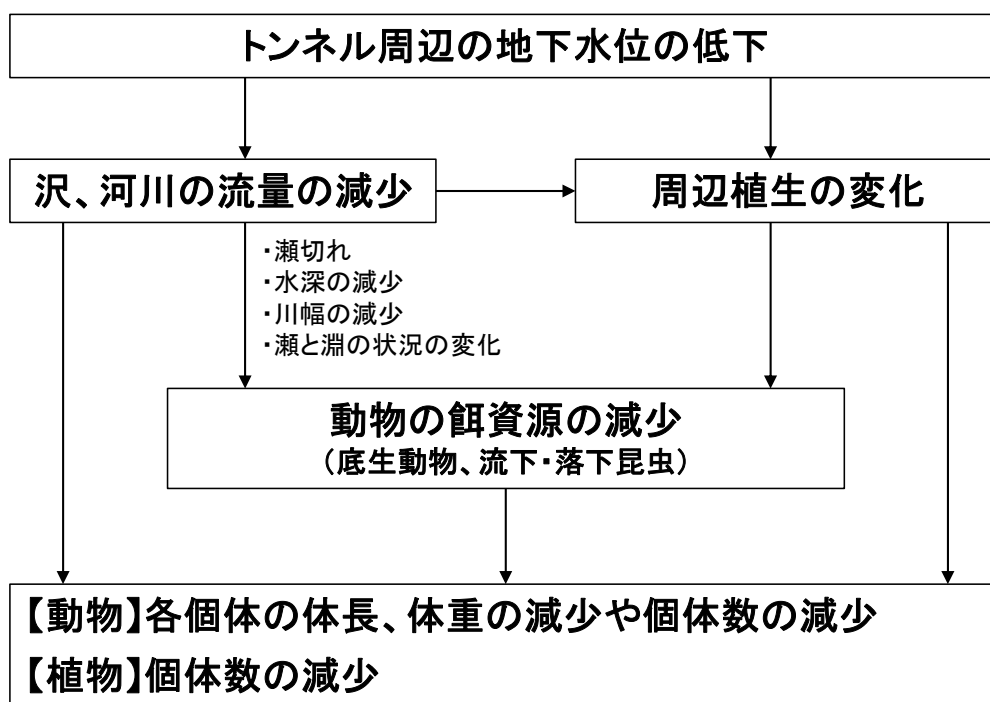 トンネル周辺の地下水位の低下
沢、河川の流量の減少
周辺植生の変化
・瀬切れ
・水深の減少
・川幅の減少
・瀬と淵の状況の変化
動物の餌資源の減少
（底生動物、流下・落下昆虫）
【動物】各個体の体長、体重の減少や個体数の減少
【植物】個体数の減少